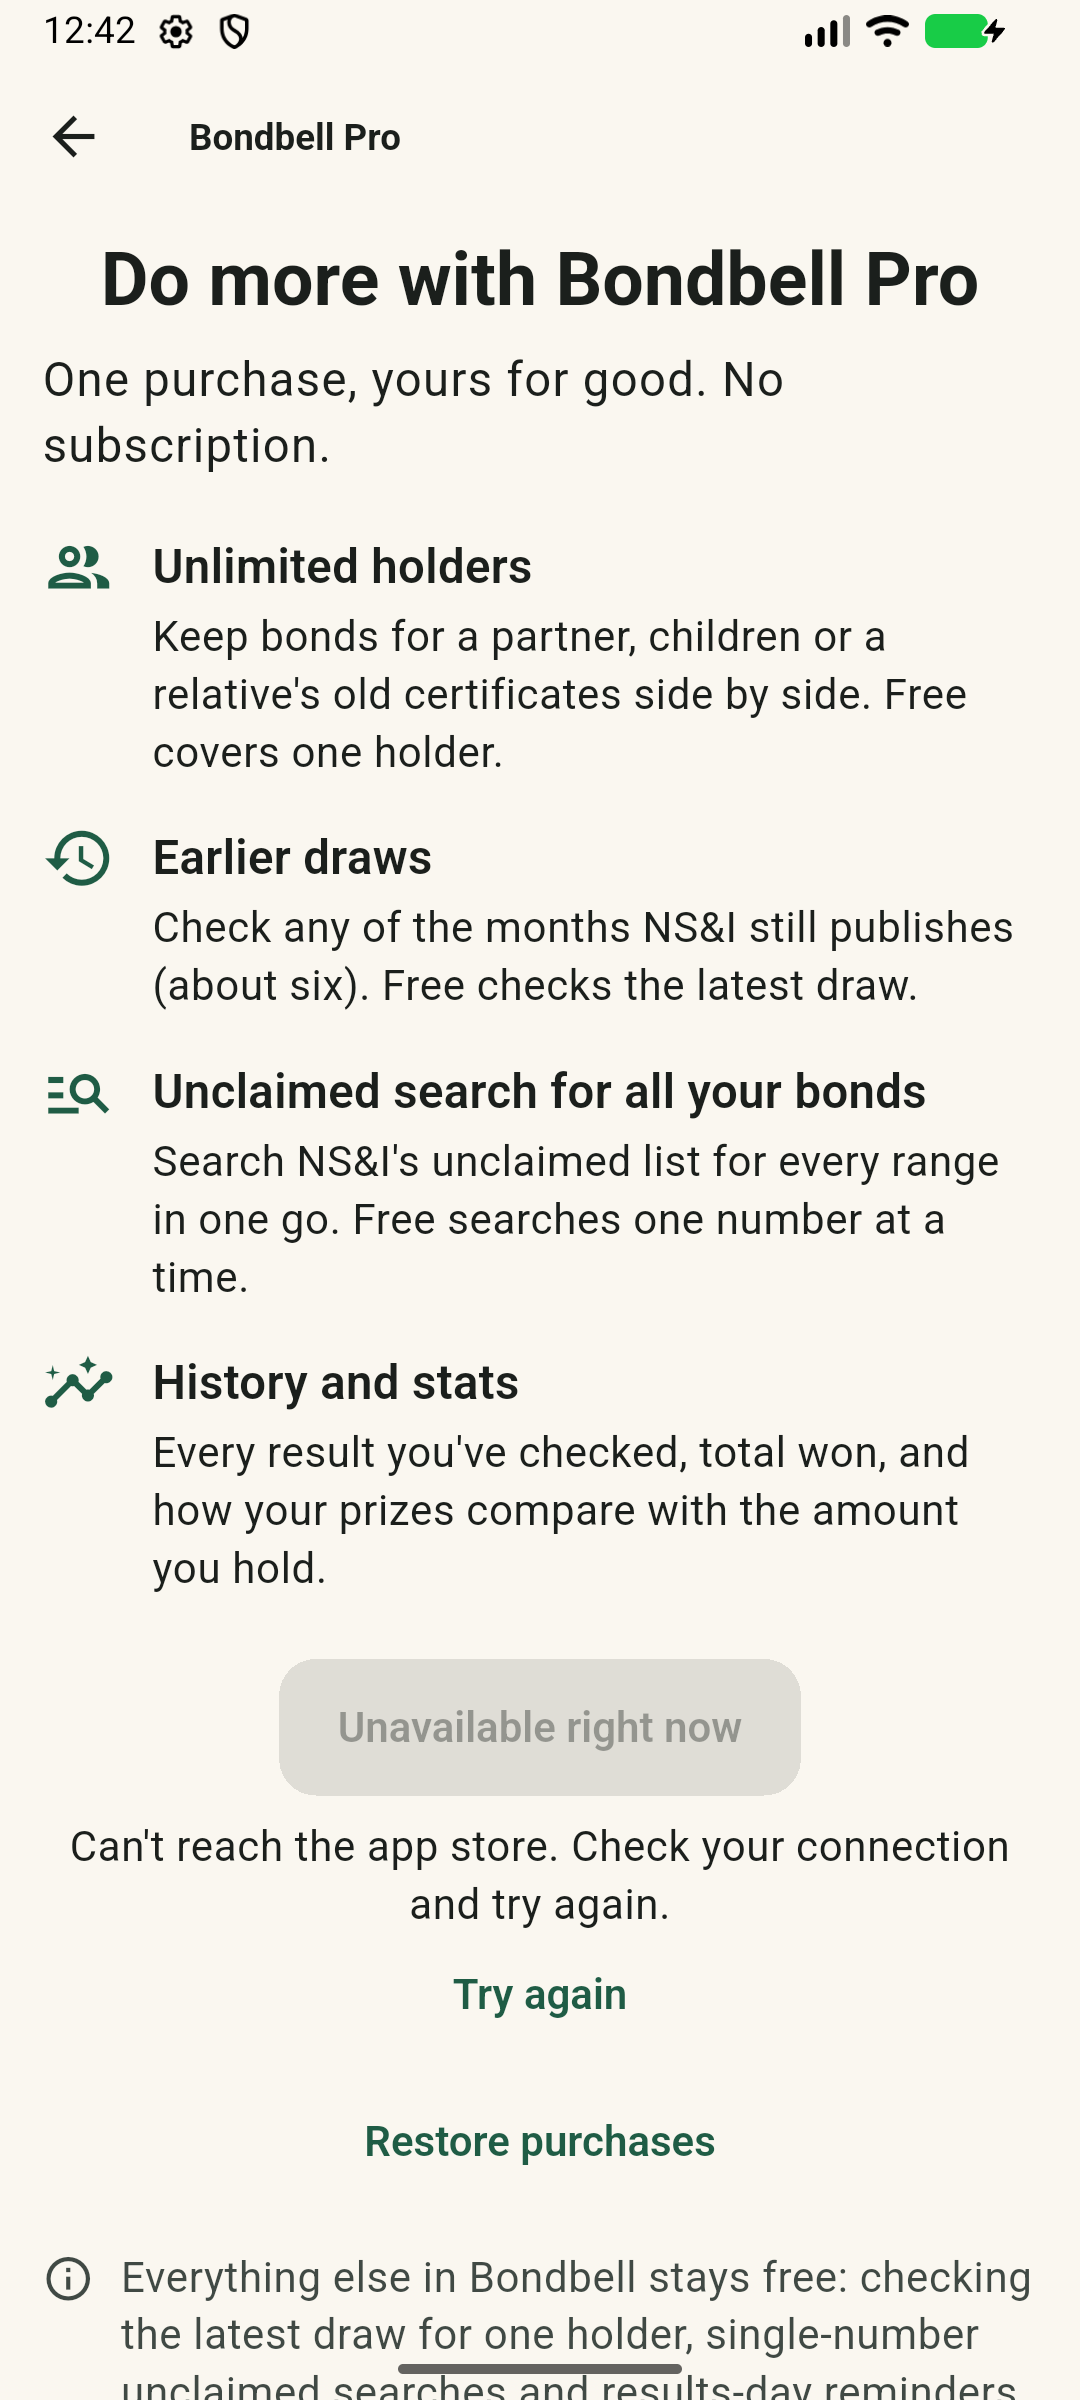 12:42
Bondbell Pro
Do more with Bondbell Pro
One purchase, yours for good. No
subscription.
Unlimited holders
Keep bonds for a partner, children or a
relative's old certificates side by side. Free
covers one holder.
Earlier draws
Check any of the months NS&I still publishes
(about six). Free checks the latest draw.
Unclaimed search for all your bonds
Search NS&I's unclaimed list for every range
in one go. Free searches one number at a
time.
History and stats
Every result you've checked, total won, and
how your prizes compare with the amount
you hold.
Unavailable right now
Can't reach the app store. Check your connection
and try again.
Try again
Restore purchases
Everything else in Bondbell stays free: checking
the latest draw for one holder, single-number
unclaimed searches and results-day reminders